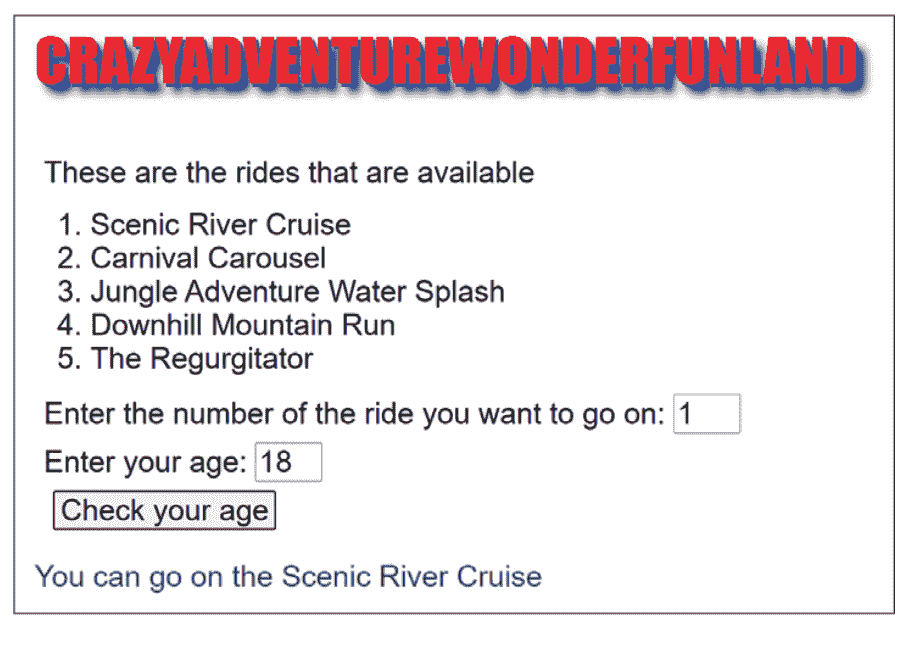 CRAZYADVENTUREWONDERFUNLAND
These are the rides that are available
1. Scenic River Cruise
2. Carnival Carousel
3. Jungle Adventure Water Splash
4. Downhill Mountain Run
5. The Regurgitator
Enter the number of the ride you want to go on: 1
Enter your age: 18
Check your age
You can go on the Scenic River Cruise